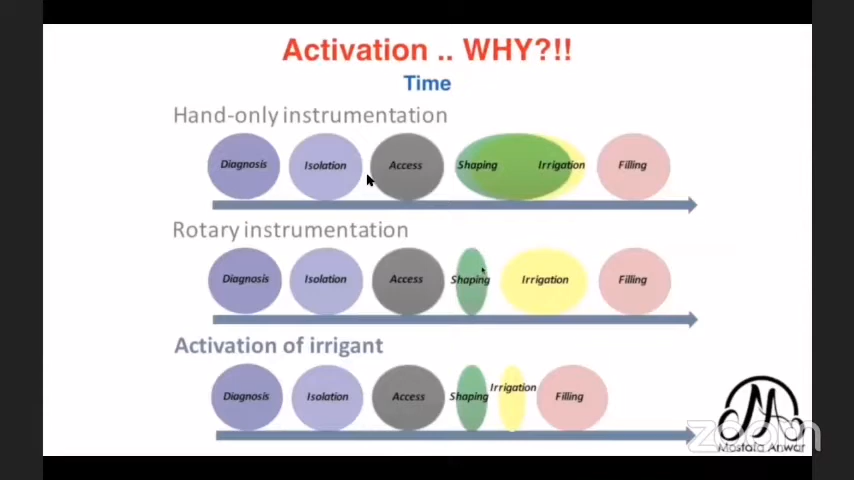 Activation .. WHY?!!
Time
Hand-only instrumentation
Diagnosis Isolation Access Shaping Irrigation Filling
Rotary instrumentation
Diagnosis Isolation Access Shaping Irrigation Filling
Activation of irrigant
Diagnosis Isolation Access Shaping Irrigation Filling
zoom
Mostafa Anwar